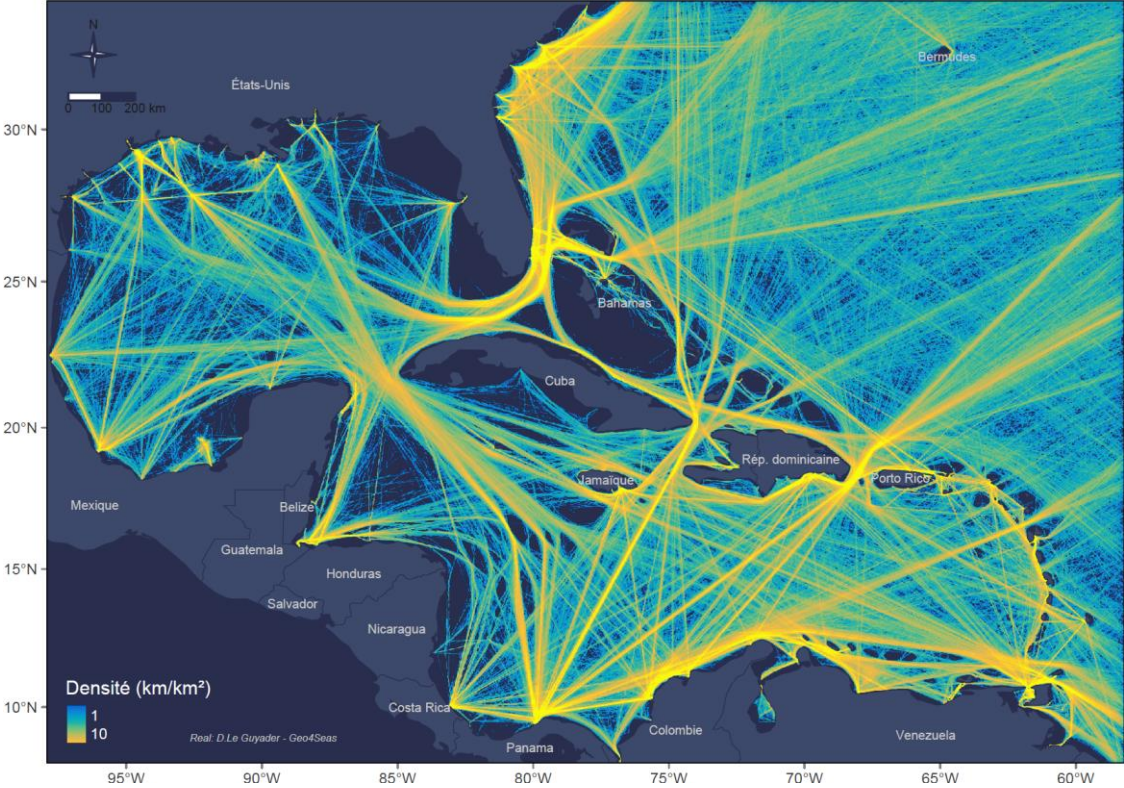 N
0 100 200 km
États-Unis
Bermudes
30°N
25°N
Bahamas
Cuba
20°N
Rép. dominicaine
Jamaïque
Porto Rico
Mexique
Belize
Guatemala
15°N
Honduras
Salvador
Nicaragua
Densité (km/km²)
1
10
10°N
Costa Rica
Real: D.Le Guyader - Geo4Seas
Panama
Colombie
Venezuela
95°W 90°W 85°W 80°W 75°W 70°W 65°W 60°W